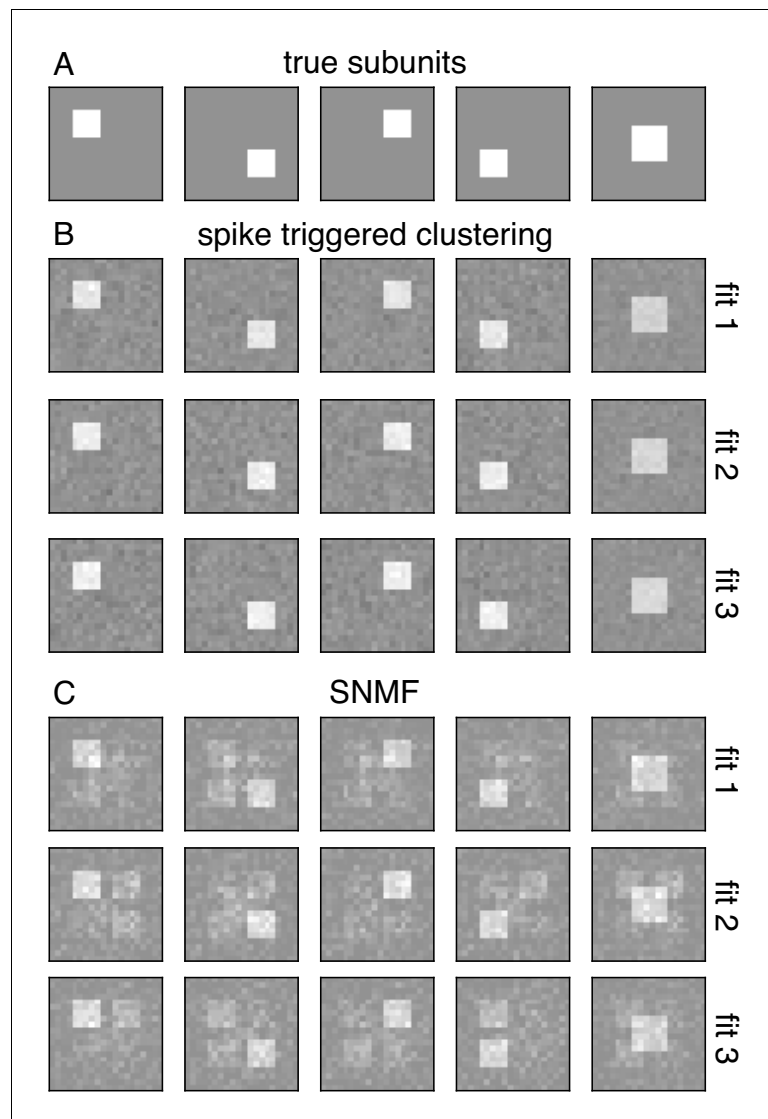 A
true subunits
B
spike triggered clustering
fit 1
fit 2
fit 3
C
SNMF
fit 1
fit 2
fit 3